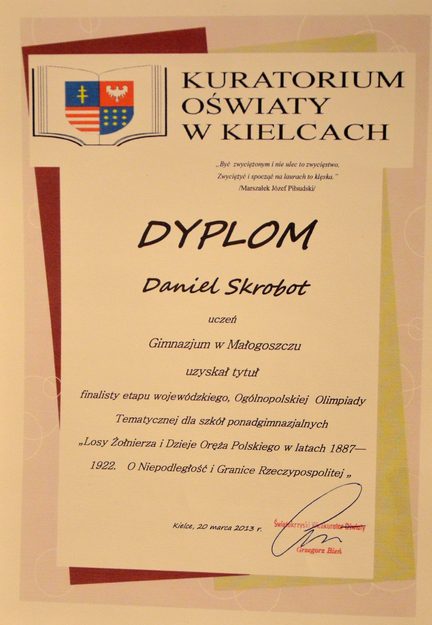 KURATORIUM
OŚWIATY
W KIELCACH
„Być zwyciężonym i nie ulec to zwycięstwo,
Zwyciężyć i spocząć na laurach to klęska.”
/Marszałek Józef Piłsudski/
DYPLOM
Daniel Skrobot
uczeń
Gimnazjum w Małogoszczu
uzyskał tytuł
finalisty etapu wojewódzkiego, Ogólnopolskiej Olimpiady
Tematycznej dla szkół ponadgimnazjalnych
„Losy Żołnierza i Dzieje Oręża Polskiego w latach 1887—
1922. O Niepodległość i Granice Rzeczypospolitej „
Kielce, 20 marca 2013 r.
Świętokrzyski Wicekurator Oświaty
Grzegorz Bień